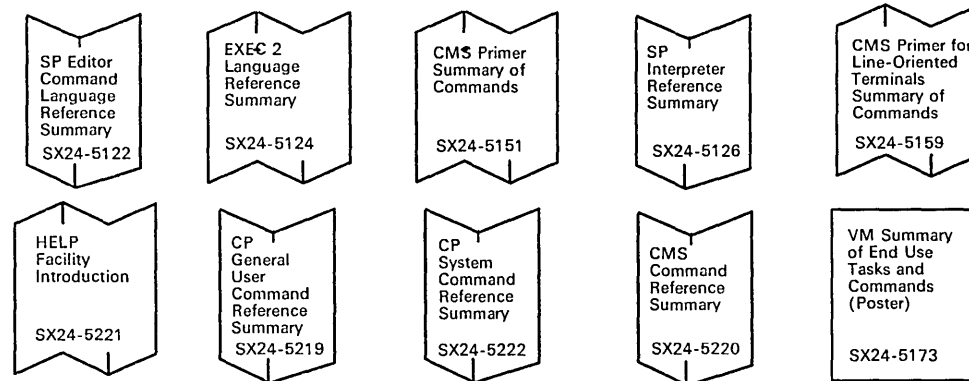 SP Editor
Command
Language
Reference
Summary
SX24-5122
EXEC 2
Language
Reference
Summary
SX24-5124
CMS Primer
Summary of
Commands
SX24-5151
SP
Interpreter
Reference
Summary
SX24-5126
CMS Primer for
Line-Oriented
Terminals
Summary of
Commands
SX24-5159
HELP
Facility
Introduction
SX24-5221
CP
General
User
Command
Reference
Summary
SX24-5219
CP
System
Command
Reference
Summary
SX24-5222
CMS
Command
Reference
Summary
SX24-5220
VM Summary
of End Use
Tasks and
Commands
(Poster)
SX24-5173